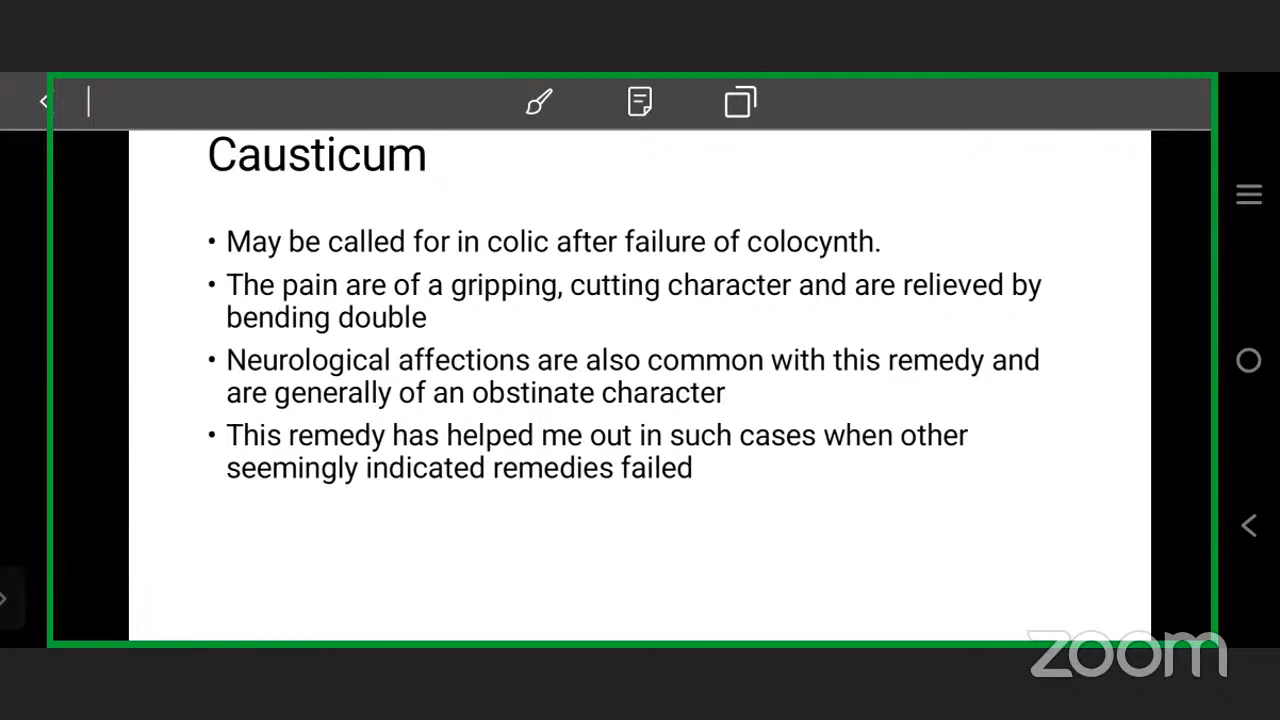 Causticum
• May be called for in colic after failure of colocynth.
• The pain are of a gripping, cutting character and are relieved by
bending double
• Neurological affections are also common with this remedy and
are generally of an obstinate character
• This remedy has helped me out in such cases when other
seemingly indicated remedies failed
zoom